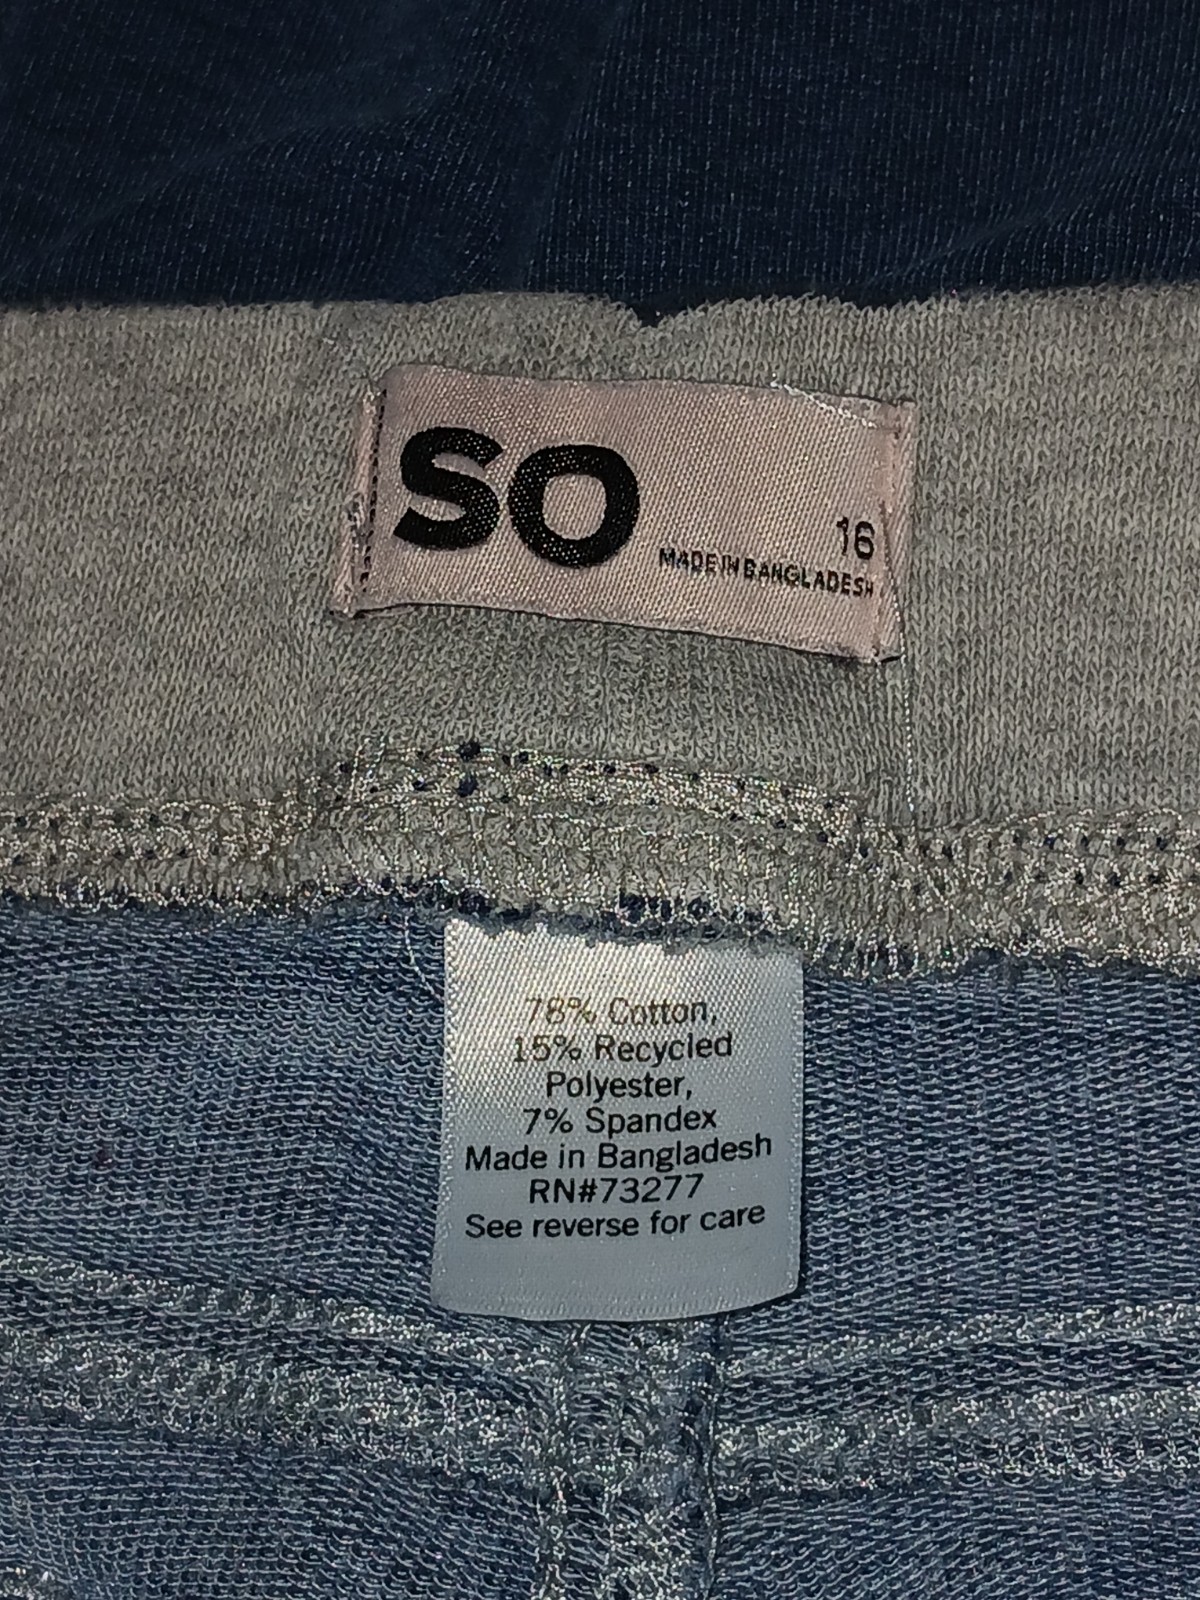 SO
16
MADE IN BANGLADESH
78% Cotton,
15% Recycled
Polyester,
7% Spandex
Made in Bangladesh
RN#73277
See reverse for care